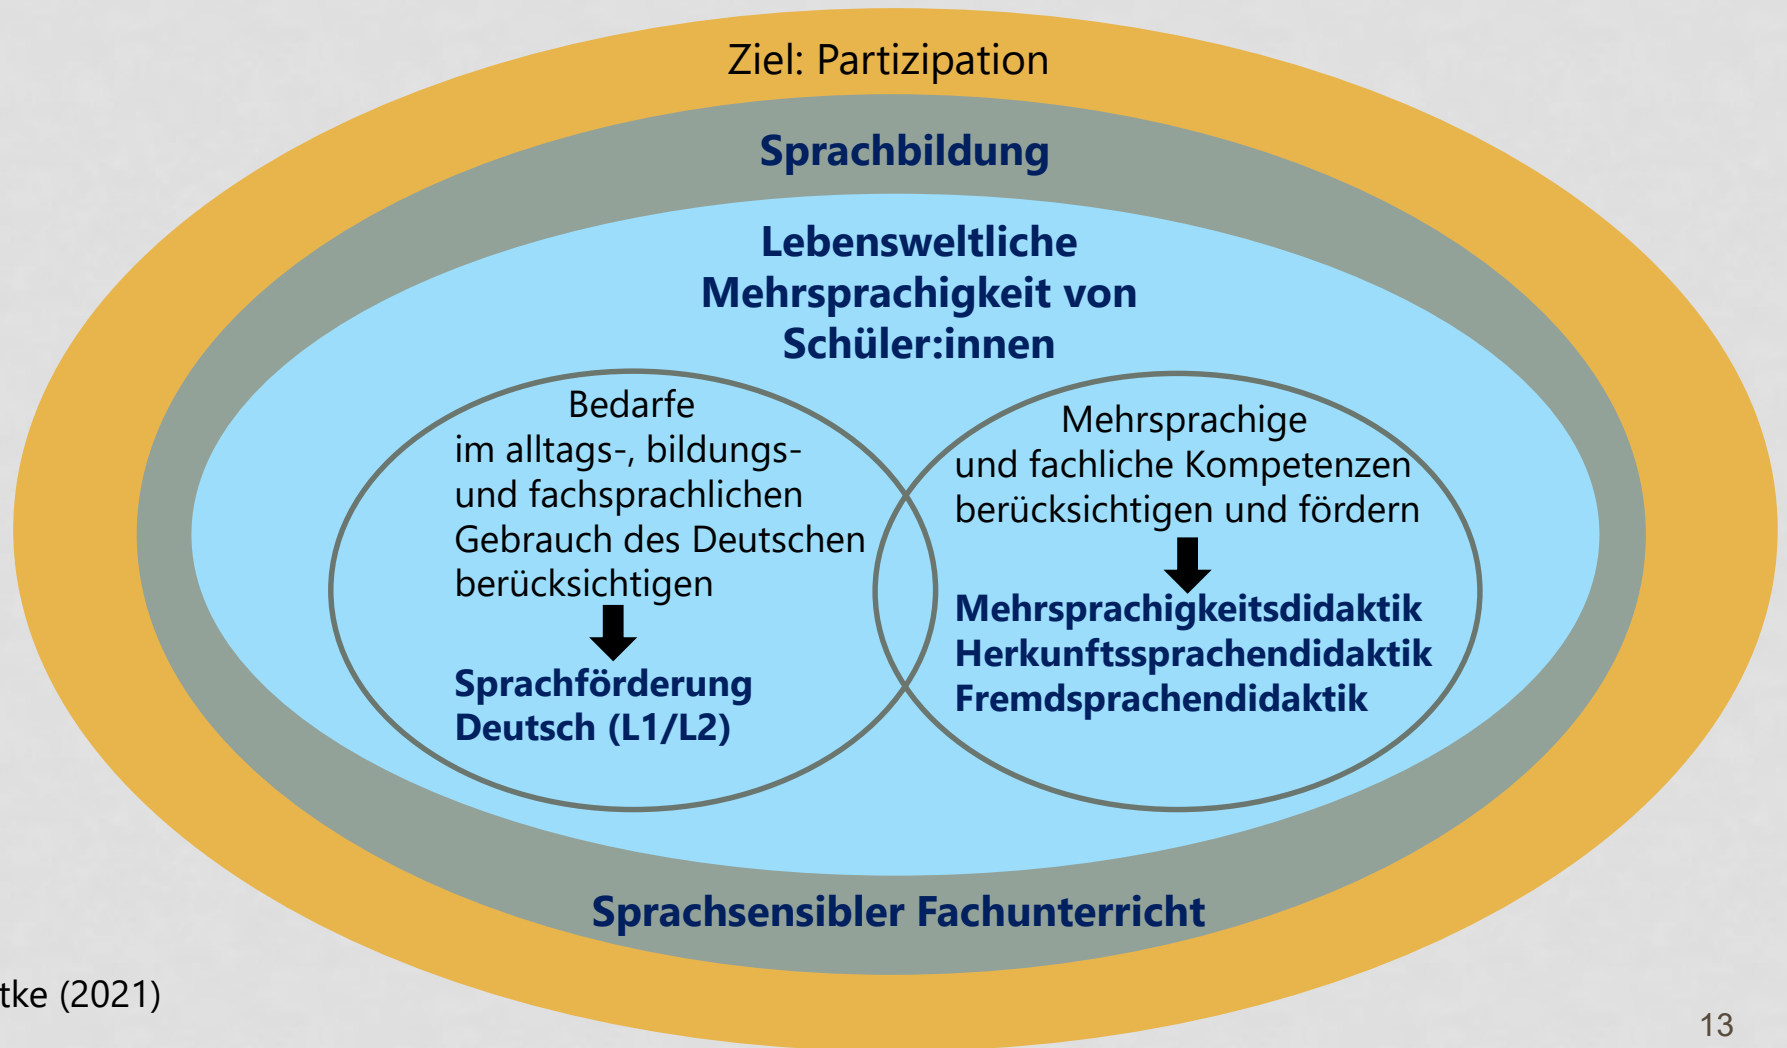 Ziel: Partizipation
Sprachbildung
Lebensweltliche
Mehrsprachigkeit von
Schüler:innen
Bedarfe
im alltags-, bildungs-
und fachsprachlichen
Gebrauch des Deutschen
berücksichtigen
Sprachförderung
Deutsch (L1/L2)
Mehrsprachige
und fachliche Kompetenzen
berücksichtigen und fördern
Mehrsprachigkeitsdidaktik
Herkunftssprachendidaktik
Fremdsprachendidaktik
Sprachsensibler Fachunterricht
tke (2021)
13